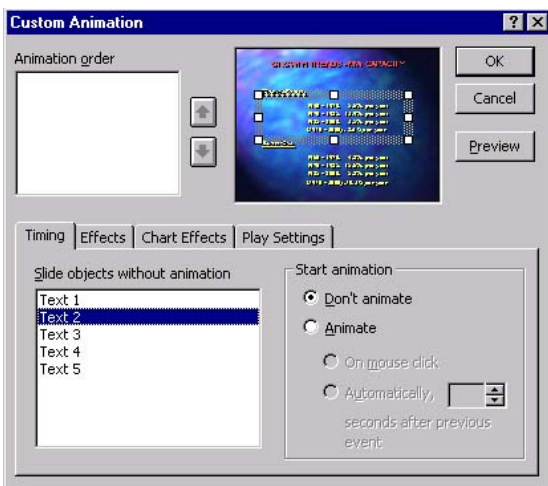 Custom Animation
Animation order
OK
Cancel
Preview
Timing
Effects
Chart Effects
Play Settings
Slide objects without animation
Text 1
Text 2
Text 3
Text 4
Text 5
Start animation
Don't animate
Animate
On mouse click
Automatically,
seconds after previous
event